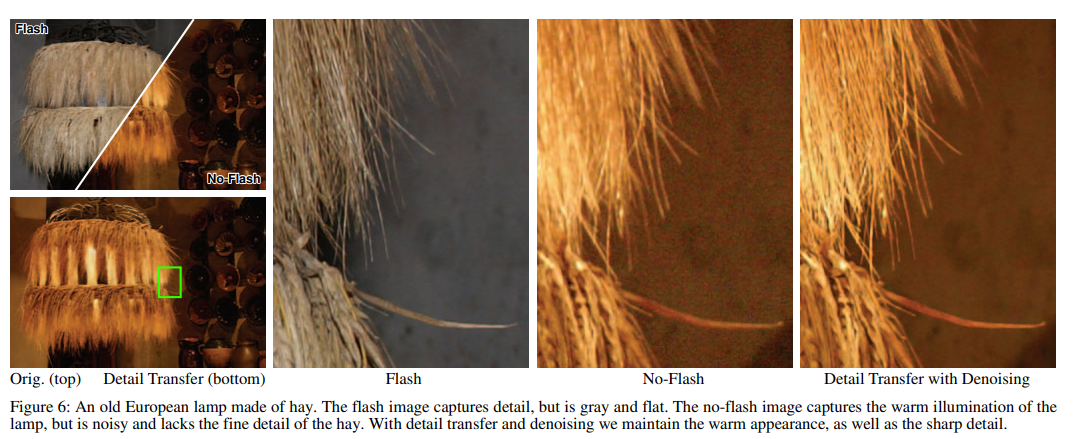 Flash
No-Flash
Orig. (top) Detail Transfer (bottom) Flash No-Flash Detail Transfer with Denoising
Figure 6: An old European lamp made of hay. The flash image captures detail, but is gray and flat. The no-flash image captures the warm illumination of the
lamp, but is noisy and lacks the fine detail of the hay. With detail transfer and denoising we maintain the warm appearance, as well as the sharp detail.